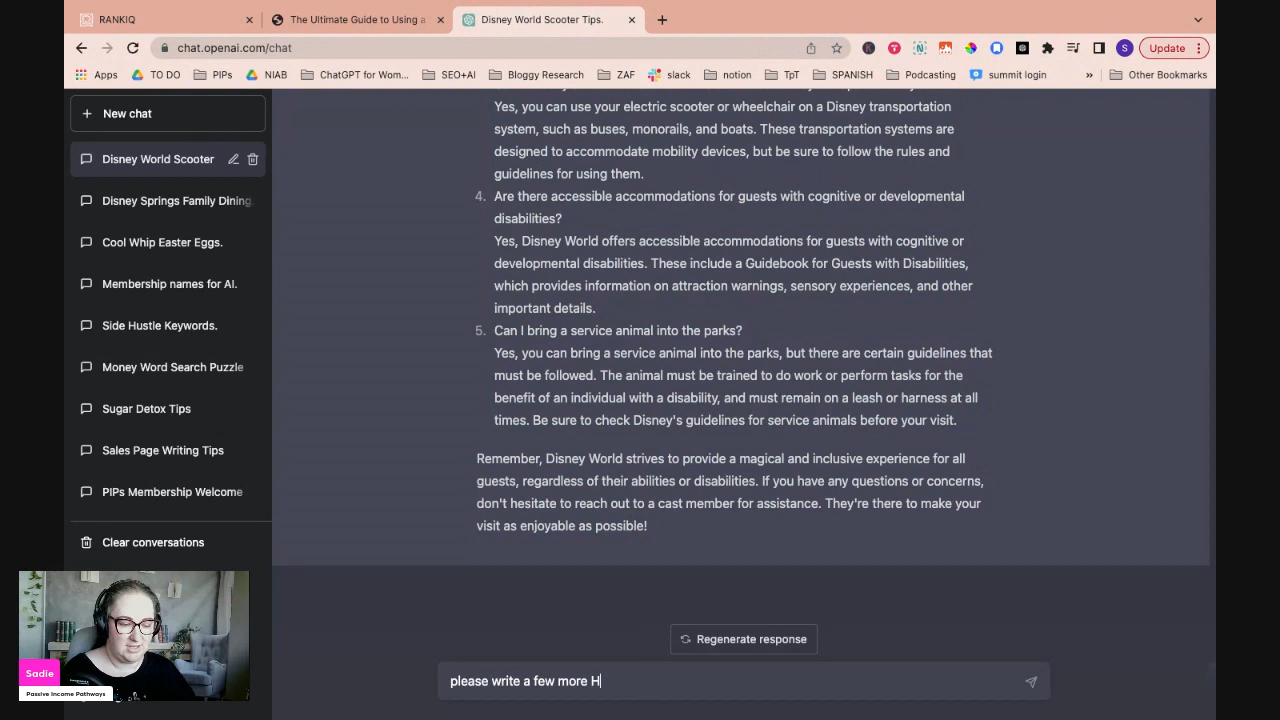 RANKIQ
The Ultimate Guide to Using a
Disney World Scooter Tips.
chat.openai.com/chat
S
Update
Apps
TO DO
PIPs
NIAB
ChatGPT for Wom...
SEO+AI
Bloggy Research
ZAF
slack
notion
TpT
SPANISH
Podcasting
summit login
»
Other Bookmarks
New chat
Disney World Scooter
Disney Springs Family Dining.
Cool Whip Easter Eggs.
Membership names for AI.
Side Hustle Keywords.
Money Word Search Puzzle
Sugar Detox Tips
Sales Page Writing Tips
PIPs Membership Welcome
Clear conversations
Yes, you can use your electric scooter or wheelchair on a Disney transportation
system, such as buses, monorails, and boats. These transportation systems are
designed to accommodate mobility devices, but be sure to follow the rules and
guidelines for using them.
4. Are there accessible accommodations for guests with cognitive or developmental
disabilities?
Yes, Disney World offers accessible accommodations for guests with cognitive or
developmental disabilities. These include a Guidebook for Guests with Disabilities,
which provides information on attraction warnings, sensory experiences, and other
important details.
5. Can I bring a service animal into the parks?
Yes, you can bring a service animal into the parks, but there are certain guidelines that
must be followed. The animal must be trained to do work or perform tasks for the
benefit of an individual with a disability, and must remain on a leash or harness at all
times. Be sure to check Disney's guidelines for service animals before your visit.
Remember, Disney World strives to provide a magical and inclusive experience for all
guests, regardless of their abilities or disabilities. If you have any questions or concerns,
don't hesitate to reach out to a cast member for assistance. They're there to make your
visit as enjoyable as possible!
Regenerate response
please write a few more H
Sadie
Passive Income Pathways